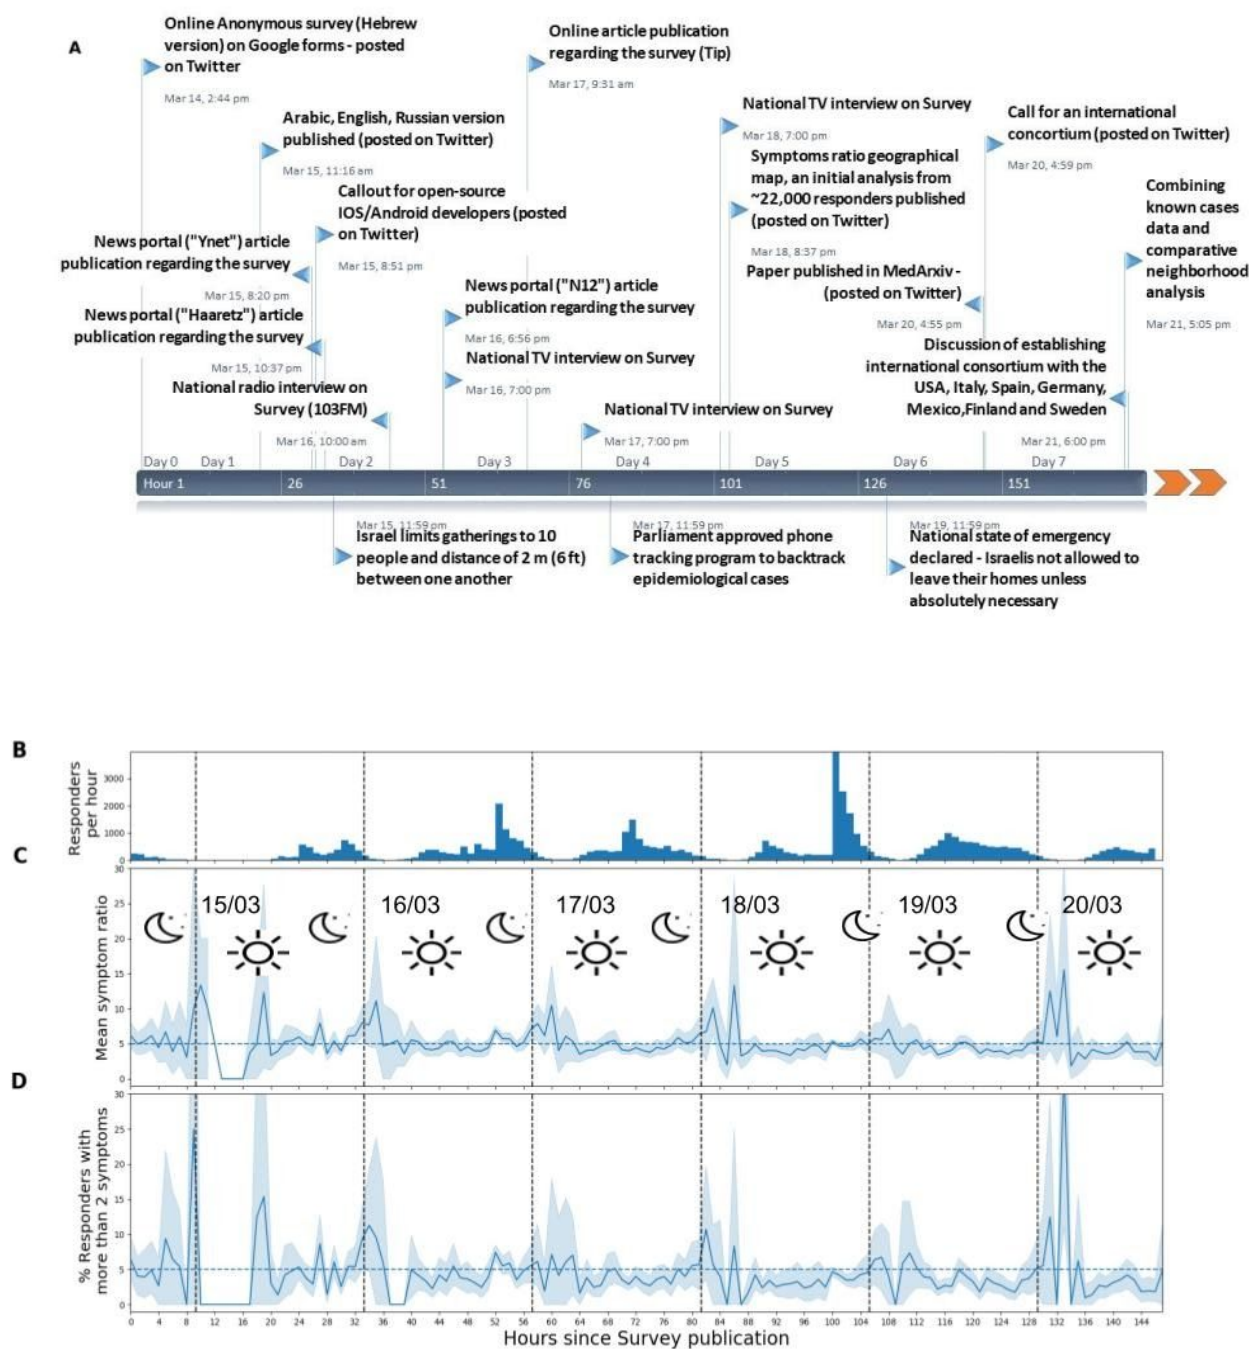 A
Online Anonymous survey (Hebrew
version) on Google forms - posted
on Twitter
Mar 14, 2:44 pm
Arabic, English, Russian version
published (posted on Twitter)
Mar 15, 11:16 am
Callout for open-source
IOS/Android developers (posted
on Twitter)
Mar 15, 8:51 pm
News portal ("Ynet") article
publication regarding the survey
Mar 15, 8:20 pm
News portal ("Haaretz") article
publication regarding the survey
Mar 15, 10:37 pm
National radio interview on
Survey (103FM)
Mar 16, 10:00 am
Online article publication
regarding the survey (Tip)
Mar 17, 9:31 am
News portal ("N12") article
publication regarding the survey
Mar 16, 6:56 pm
National TV interview on Survey
Mar 16, 7:00 pm
National TV interview on Survey
Mar 17, 7:00 pm
National TV interview on Survey
Mar 18, 7:00 pm
Symptoms ratio geographical
map, an initial analysis from
~22,000 responders published
(posted on Twitter)
Mar 18, 8:37 pm
Paper published in MedArxiv -
(posted on Twitter)
Mar 20, 4:55 pm
Call for an international
concortium (posted on Twitter)
Mar 20, 4:59 pm
Discussion of establishing
international consortium with the
USA, Italy, Spain, Germany,
Mexico,Finland and Sweden
Mar 21, 6:00 pm
Combining
known cases
data and
comparative
neighborhood
analysis
Mar 21, 5:05 pm
Day 0 Day 1 Day 2 Day 3 Day 4 Day 5 Day 6 Day 7
Hour 1 26 51 76 101 126 151
Mar 15, 11:59 pm
Israel limits gatherings to 10
people and distance of 2 m (6 ft)
between one another
Mar 17, 11:59 pm
Parliament approved phone
tracking program to backtrack
epidemiological cases
Mar 19, 11:59 pm
National state of emergency
declared - Israelis not allowed to
leave their homes unless
absolutely necessary
B
Responders
per hour
3000
2000
1000
0
C
Mean symptom ratio
30
25
20
15
10
5
0
15/03 16/03 17/03 18/03 19/03 20/03
D
% Responders with
more than 2 symptoms
30
25
20
15
10
5
0
0 4 8 12 16 20 24 28 32 36 40 44 48 52 56 60 64 68 72 76 80 84 88 92 96 100 104 108 112 116 120 124 128 132 136 140 144
Hours since Survey publication